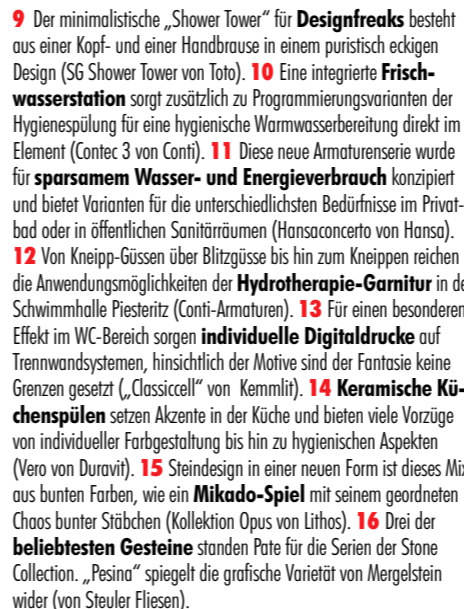 9 Der minimalistische „Shower Tower“ für Designfreaks besteht
aus einer Kopf- und einer Handbrause in einem puristisch eckigen
Design (SG Shower Tower von Toto). 10 Eine integrierte Frisch-
wasserstation sorgt zusätzlich zu Programmierungsvarianten der
Hygienespülung für eine hygienische Warmwasserbereitung direkt im
Element (Contec 3 von Conti). 11 Diese neue Armaturenserie wurde
für sparsamem Wasser- und Energieverbrauch konzipiert
und bietet Varianten für die unterschiedlichsten Bedürfnisse im Privat-
bad oder in öffentlichen Sanitärräumen (Hansaconcerto von Hansa).
12 Von Kneipp-Güssen über Blitzgüsse bis hin zum Kneippen reichen
die Anwendungsmöglichkeiten der Hydrotherapie-Garnitur in de
Schwimmhalle Piesteritz (Conti-Armaturen). 13 Für einen besonderen
Effekt im WC-Bereich sorgen individuelle Digitaldrucke auf
Trennwandsystemen, hinsichtlich der Motive sind der Fantasie keine
Grenzen gesetzt („Classiccell“ von Kemmlit). 14 Keramische Kü-
chenspülen setzen Akzente in der Küche und bieten viele Vorzüge
von individueller Farbgestaltung bis hin zu hygienischen Aspekten
(Vero von Duravit). 15 Steindesign in einer neuen Form ist dieses Mix
aus bunten Farben, wie ein Mikado-Spiel mit seinem geordneten
Chaos bunter Stäbchen (Kollektion Opus von Lithos). 16 Drei der
beliebtesten Gesteine standen Pate für die Serien der Stone
Collection. „Pesina“ spiegelt die grafische Varietät von Mergelstein
wider (von Steuler Fliesen).